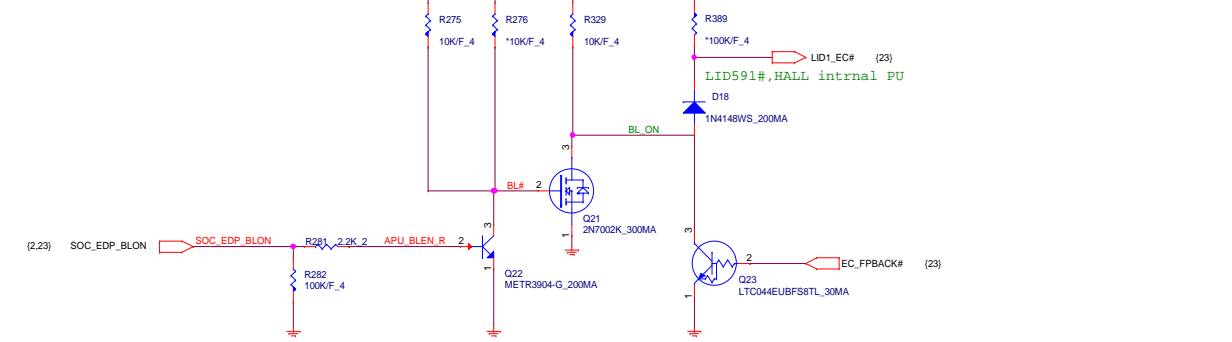 R275
10K/F_4
R276
*10K/F_4
R329
10K/F_4
R389
*100K/F_4
LID1_EC#
{23}
LID591#,HALL intrnal PU
D18
1N4148WS_200MA
BL_ON
3
BL#
2
Q21
2N7002K_300MA
1
{2,23}
SOC_EDP_BLON
SOC_EDP_BLON
R281
2.2K_2
APU_BLEN_R
2
3
1
Q22
METR3904-G_200MA
R282
100K/F_4
3
2
EC_FPBACK#
{23}
Q23
LTC044EUBFS8TL_30MA
1